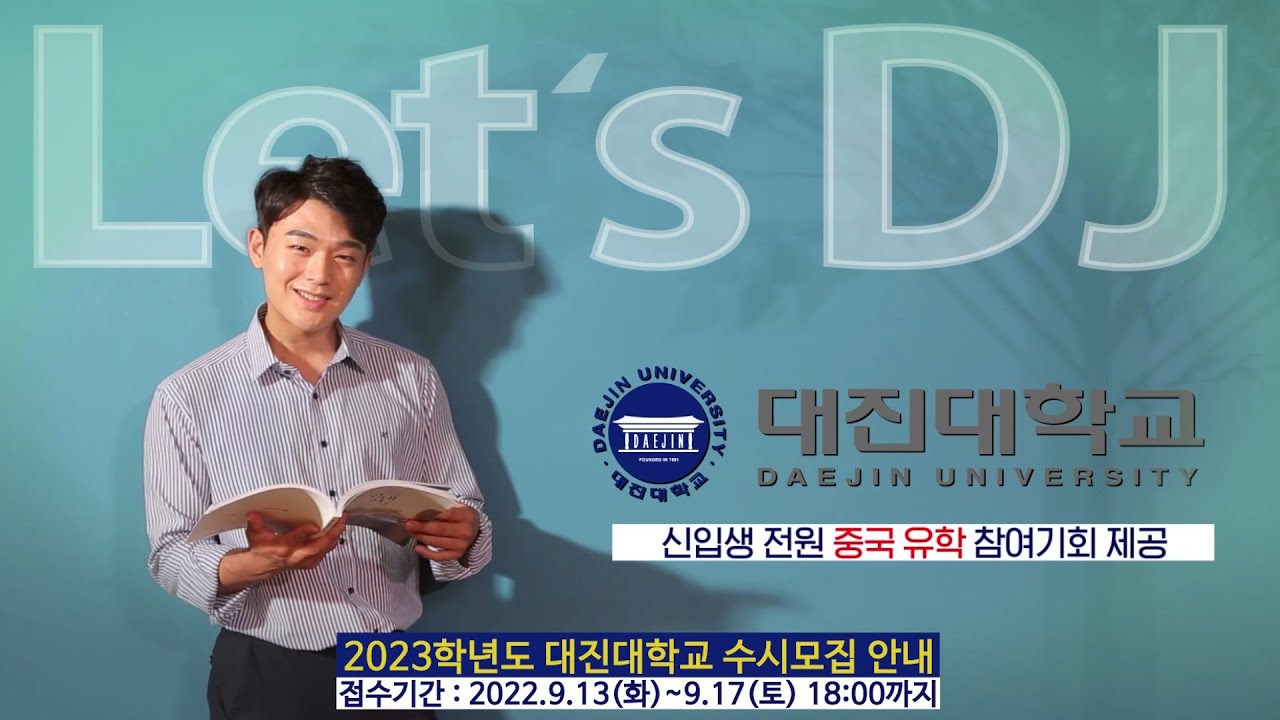 Let's DJ
DAEJIN UNIVERSITY
DAEJIN
FOUNDED IN 1991
· 대진대학교 ·
대진대학교
DAEJIN UNIVERSITY
신입생 전원 중국 유학 참여기회 제공
2023학년도 대진대학교 수시모집 안내
접수기간 : 2022.9.13(화)~9.17(토) 18:00까지